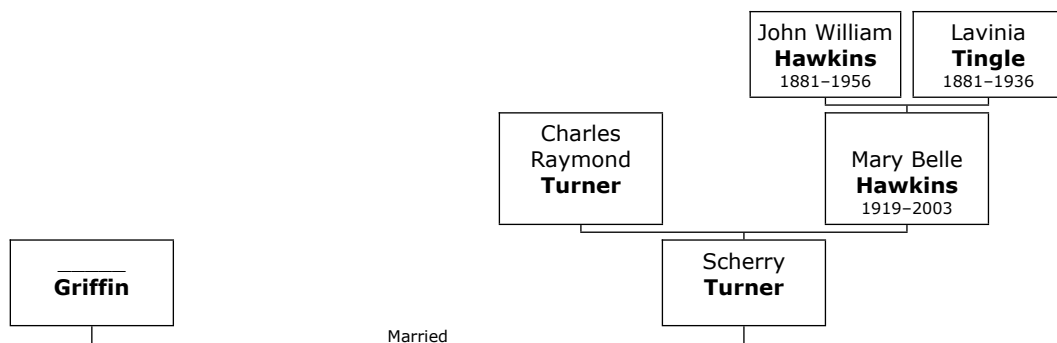 John William
Hawkins
1881–1956
Lavinia
Tingle
1881–1936
Charles
Raymond
Turner
Mary Belle
Hawkins
1919–2003
______
Griffin
Scherry
Turner
Married